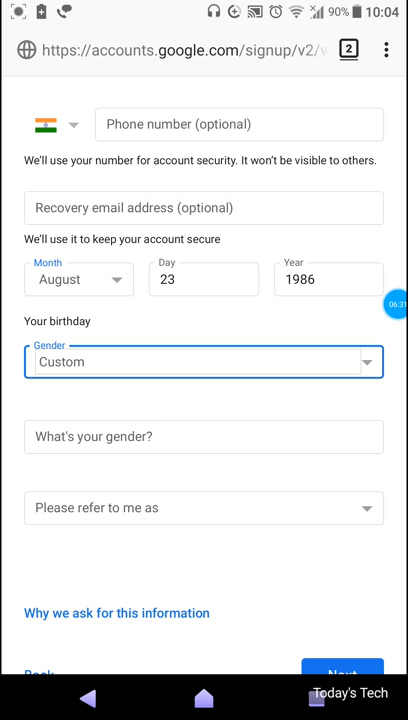 90% 10:04
https://accounts.google.com/signup/v2/w
2
Phone number (optional)
We'll use your number for account security. It won't be visible to others.
Recovery email address (optional)
We'll use it to keep your account secure
Month
August
Day
23
Year
1986
06:31
Your birthday
Gender
Custom
What's your gender?
Please refer to me as
Why we ask for this information
Back
Next
Today's Tech